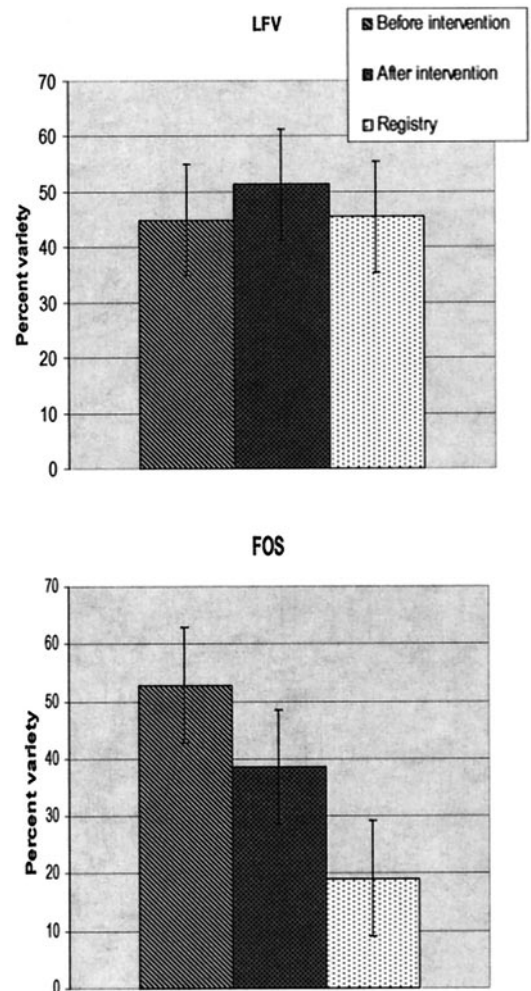 LFV
Before intervention
After intervention
Registry
Percent variety
70
60
50
40
30
20
10
0
FOS
Percent variety
70
60
50
40
30
20
10
0